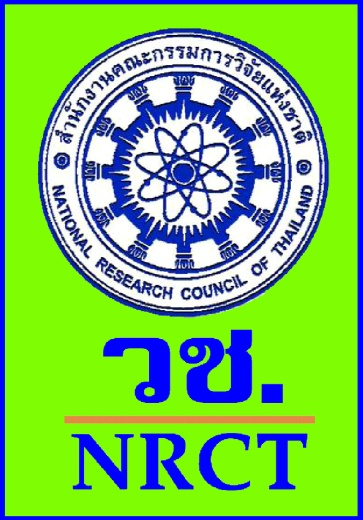 สำนักงานคณะกรรมการวิจัยแห่งชาติ
NATIONAL RESEARCH COUNCIL OF THAILAND
วช.
NRCT